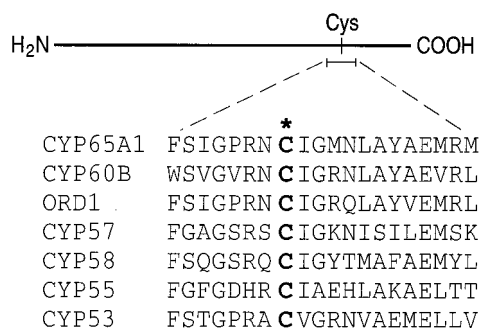 Cys
H₂N COOH
*
CYP65A1 FSIGPRN C IGMNLAYAEMRM
CYP60B WSVGVRN C IGRNLAYAEVRL
ORD1 FSIGPRN C IGRQLAYVEMRL
CYP57 FGAGSRS C IGKNISILEMSK
CYP58 FSQGSRQ C IGYTMAFAEMYL
CYP55 FGFGDHR C IAEHLAKAELTT
CYP53 FSTGPRA C VGRNVAEMELLV